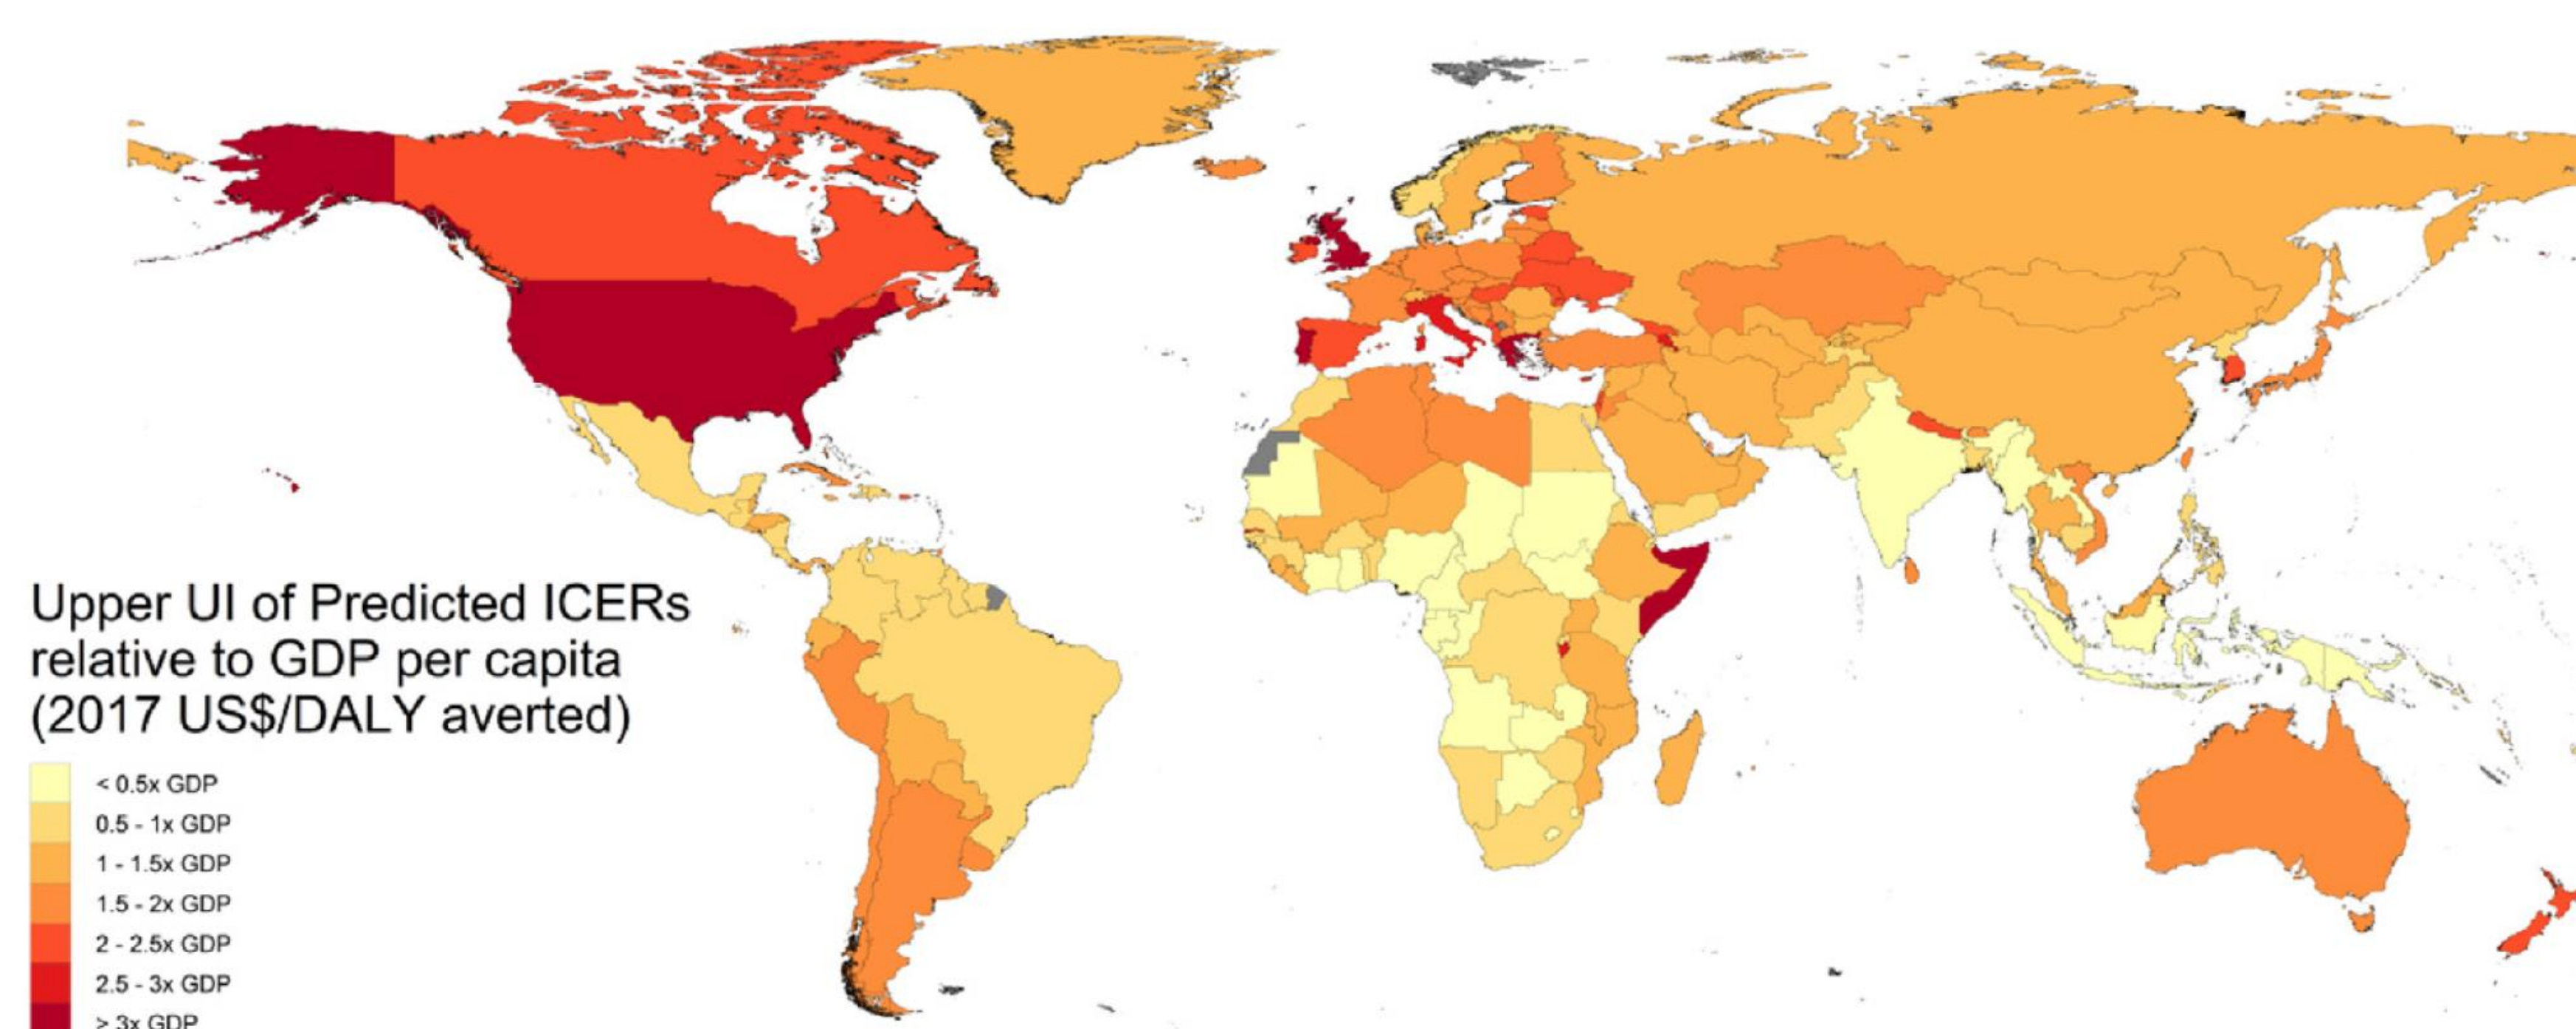 Upper UI of Predicted ICERs
relative to GDP per capita
(2017 US$/DALY averted)
< 0.5x GDP
0.5 - 1x GDP
1 - 1.5x GDP
1.5 - 2x GDP
2 - 2.5x GDP
2.5 - 3x GDP
> 3x GDP